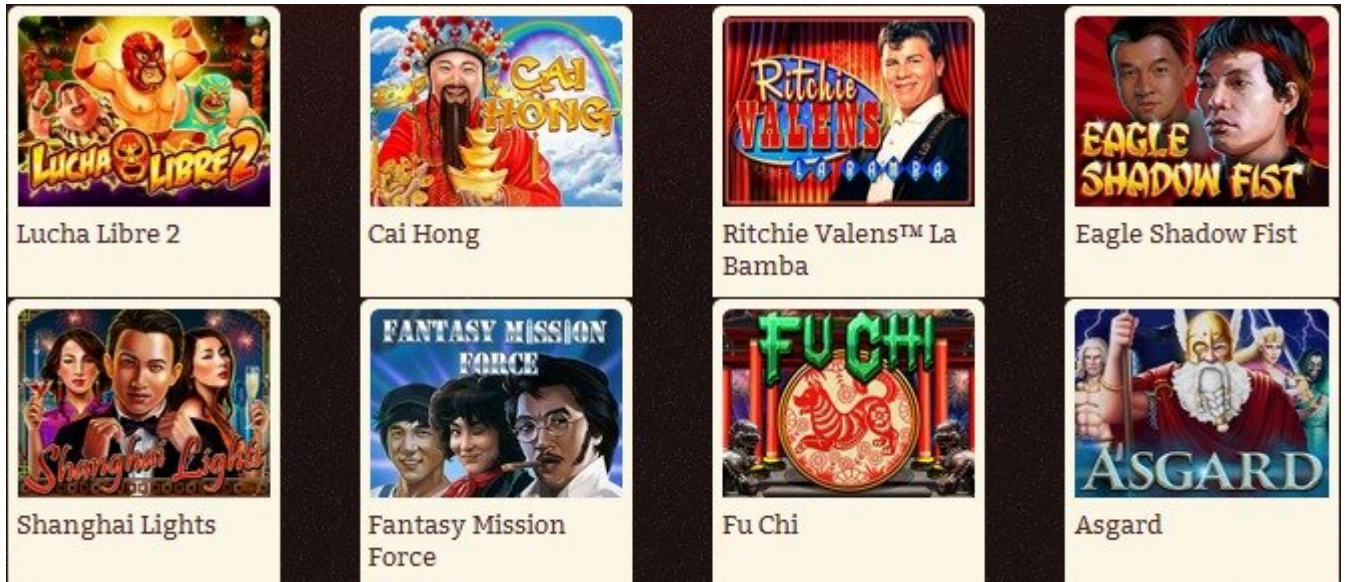 LUCHA LIBRE 2
CAI
HONG
Ritchie
VALENS
LA BAMBA
EAGLE
SHADOW FIST
Lucha Libre 2
Cai Hong
Ritchie Valens™ La
Bamba
Eagle Shadow Fist
Shanghai Lights
FANTASY MISSION
FORCE
FU CHI
ASGARD
Shanghai Lights
Fantasy Mission
Force
Fu Chi
Asgard